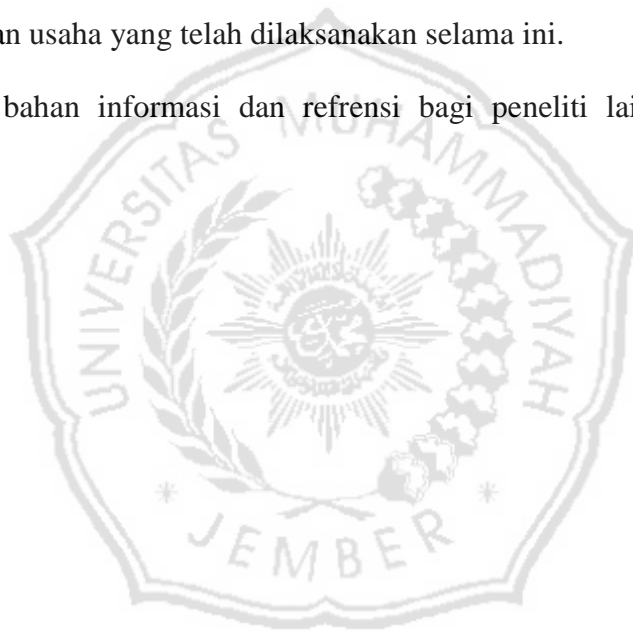 an usaha yang telah dilaksanakan selama ini.
bahan informasi dan refrensi bagi peneliti lai
UNIVERSITAS MUHAMMADIYAH
JEMBER